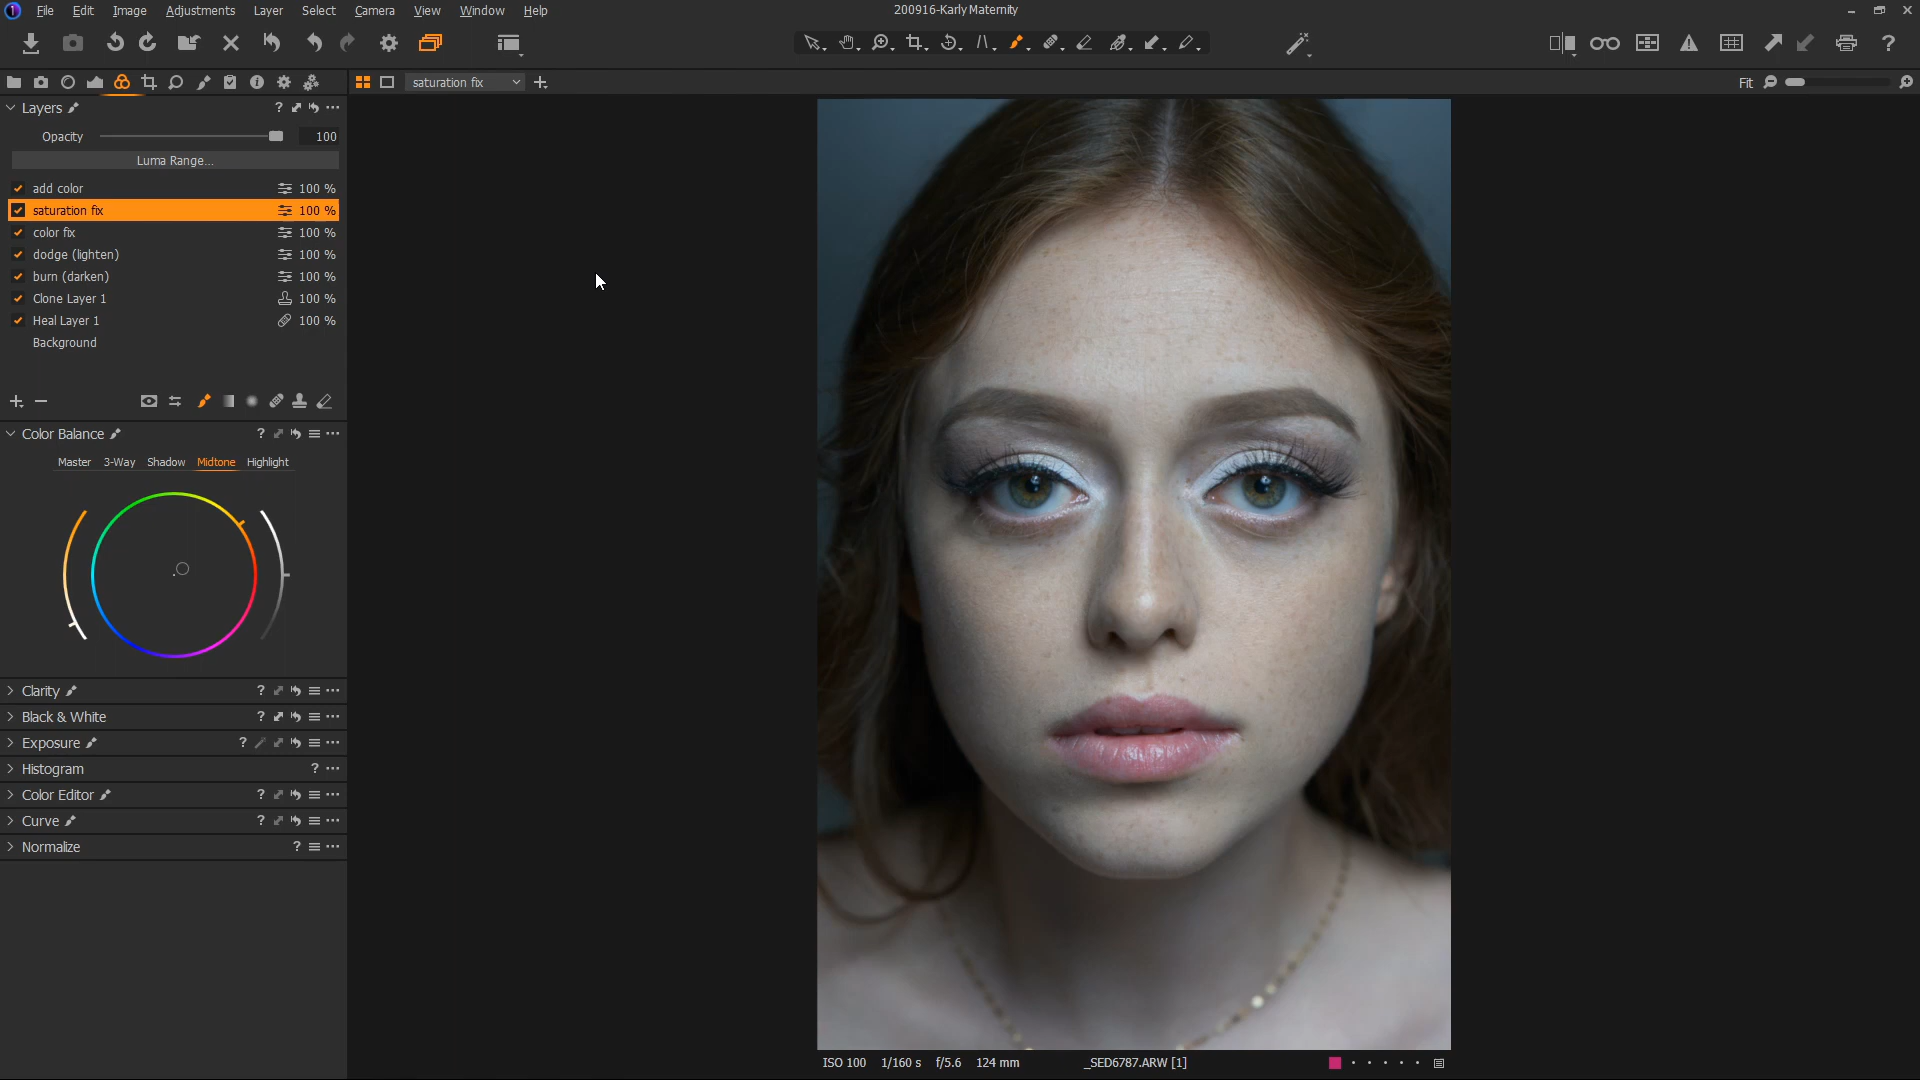 File Edit Image Adjustments Layer Select Camera View Window Help
200916-Karly Maternity
saturation fix
Fit
Layers
Opacity 100
Luma Range...
add color 100 %
saturation fix 100 %
color fix 100 %
dodge (lighten) 100 %
burn (darken) 100 %
Clone Layer 1 100 %
Heal Layer 1 100 %
Background
Color Balance
Master 3-Way Shadow Midtone Highlight
Clarity
Black & White
Exposure
Histogram
Color Editor
Curve
Normalize
ISO 100 1/160 s f/5.6 124 mm _SED6787.ARW [1]